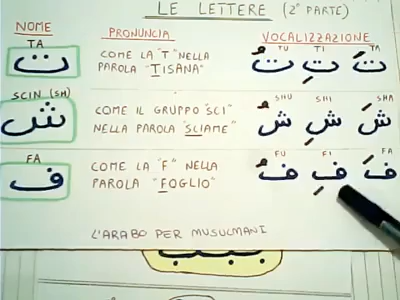 LE LETTERE (2° PARTE)
NOME PRONUNCIA VOCALIZZAZIONE
TA
ت
COME LA "T" NELLA
PAROLA "TISANA"
TU TI TA
تُ تِ تَ
SCIN (SH)
ش
COME IL GRUPPO "SCI"
NELLA PAROLA "SCIAME"
SHU SHI SHA
شُ شِ شَ
FA
ف
COME LA "F" NELLA
PAROLA "FOGLIO"
FU FI FA
فُ فِ فَ
L'ARABO PER MUSULMANI